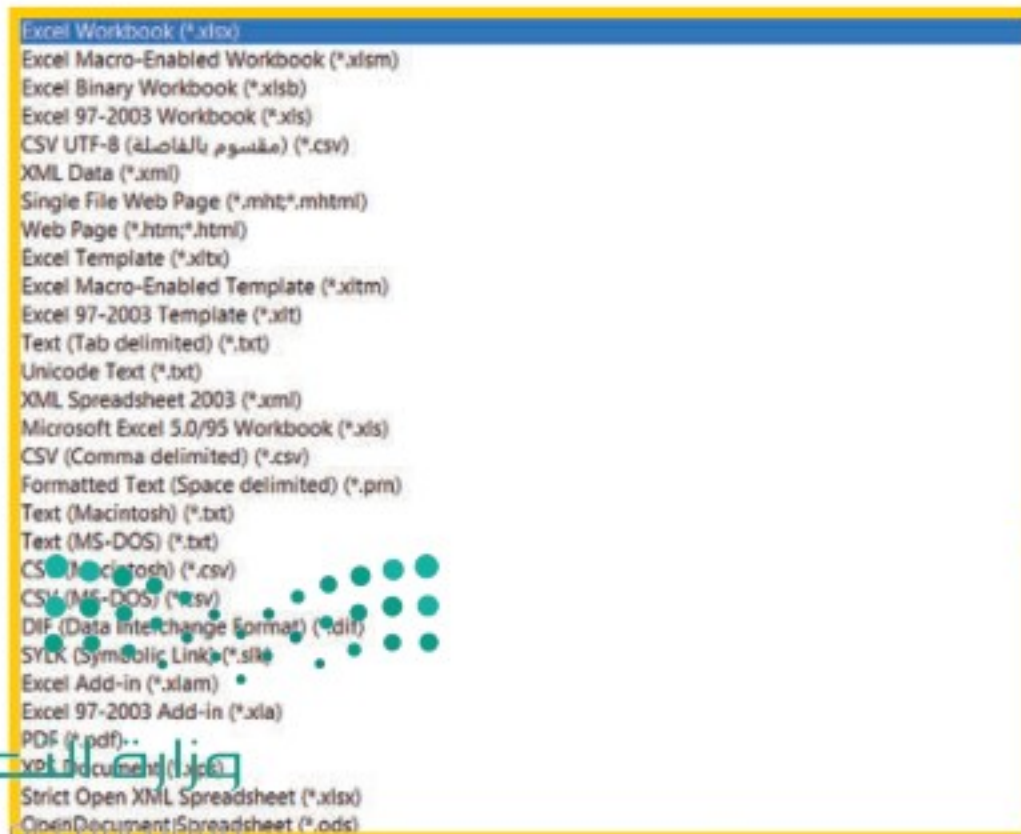 Excel Workbook (*.xlsx)
Excel Macro-Enabled Workbook (*.xlsm)
Excel Binary Workbook (*.xlsb)
Excel 97-2003 Workbook (*.xls)
CSV UTF-8 (مقسوم بالفاصلة) (*.csv)
XML Data (*.xml)
Single File Web Page (*.mht;*.mhtml)
Web Page (*.htm;*.html)
Excel Template (*.xltx)
Excel Macro-Enabled Template (*.xltm)
Excel 97-2003 Template (*.xlt)
Text (Tab delimited) (*.txt)
Unicode Text (*.txt)
XML Spreadsheet 2003 (*.xml)
Microsoft Excel 5.0/95 Workbook (*.xls)
CSV (Comma delimited) (*.csv)
Formatted Text (Space delimited) (*.prn)
Text (Macintosh) (*.txt)
Text (MS-DOS) (*.txt)
CSV (Macintosh) (*.csv)
CSV (MS-DOS) (*.csv)
DIF (Data Interchange Format) (*.dif)
SYLK (Symbolic Link) (*.slk)
Excel Add-in (*.xlam)
Excel 97-2003 Add-in (*.xla)
PDF (*.pdf)
XPS Document (*.xps)
وزارة
Strict Open XML Spreadsheet (*.xlsx)
OpenDocument Spreadsheet (*.ods)